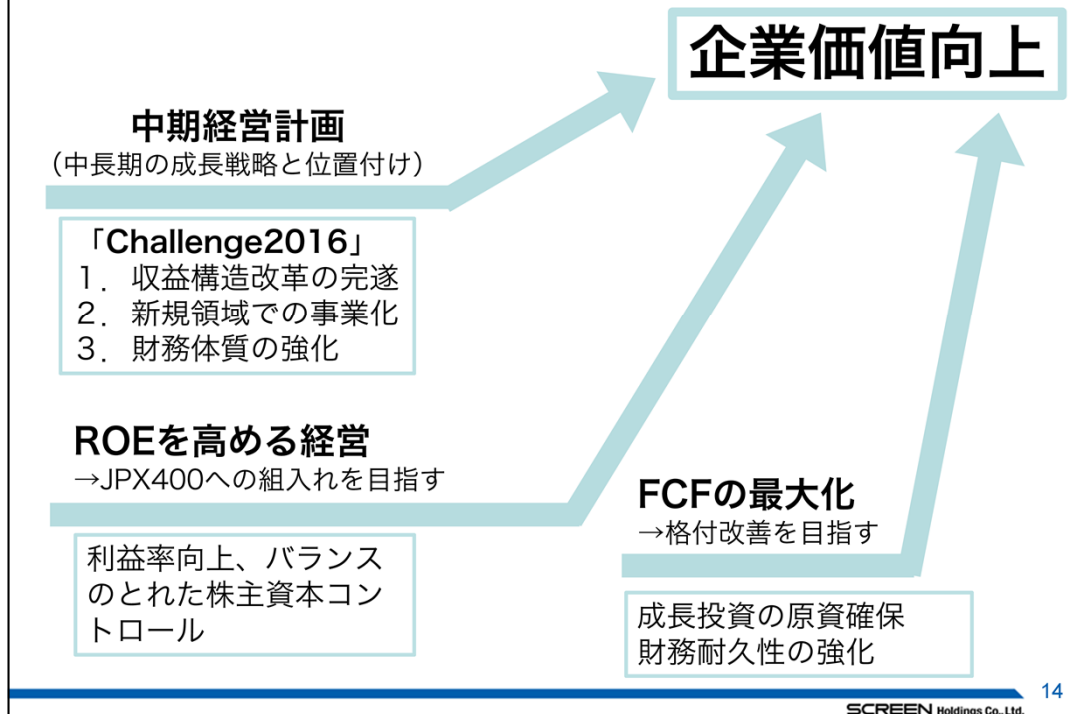 企業価値向上
中期経営計画
（中長期の成長戦略と位置付け）
「Challenge2016」
１．収益構造改革の完遂
２．新規領域での事業化
３．財務体質の強化
ROEを高める経営
→JPX400への組入れを目指す
利益率向上、バランス
のとれた株主資本コン
トロール
FCFの最大化
→格付改善を目指す
成長投資の原資確保
財務耐久性の強化
14
SCREEN Holdings Co., Ltd.